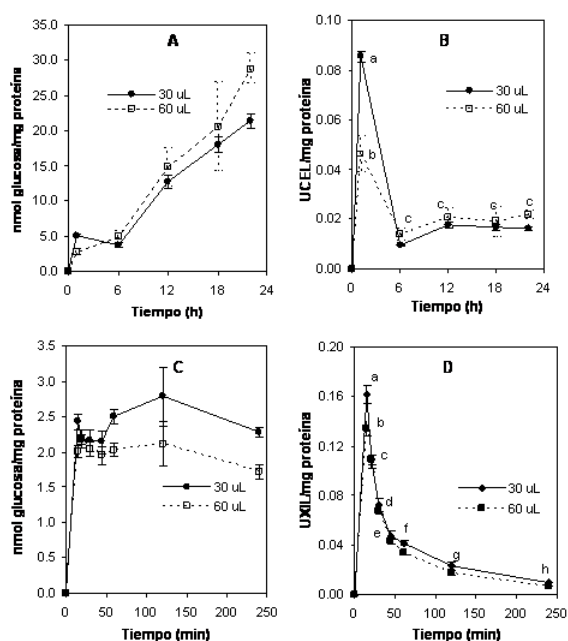 A
nmol glucosa/mg proteína
35.0
30.0
25.0
20.0
15.0
10.0
5.0
0.0
30 uL
60 uL
0 6 12 18 24
Tiempo (h)
B
UCEL/mg proteína
0.10
0.08
0.06
0.04
0.02
0.00
a
b
c c c c
30 uL
60 uL
0 6 12 18 24
Tiempo (h)
C
nmol glucosa/mg proteína
3.5
3.0
2.5
2.0
1.5
1.0
0.5
0.0
30 uL
60 uL
0 50 100 150 200 250
Tiempo (min)
D
UXIL/mg proteína
0.20
0.16
0.12
0.08
0.04
0.00
a
b
c
d
e
f
g
h
30 uL
60 uL
0 50 100 150 200 250
Tiempo (min)